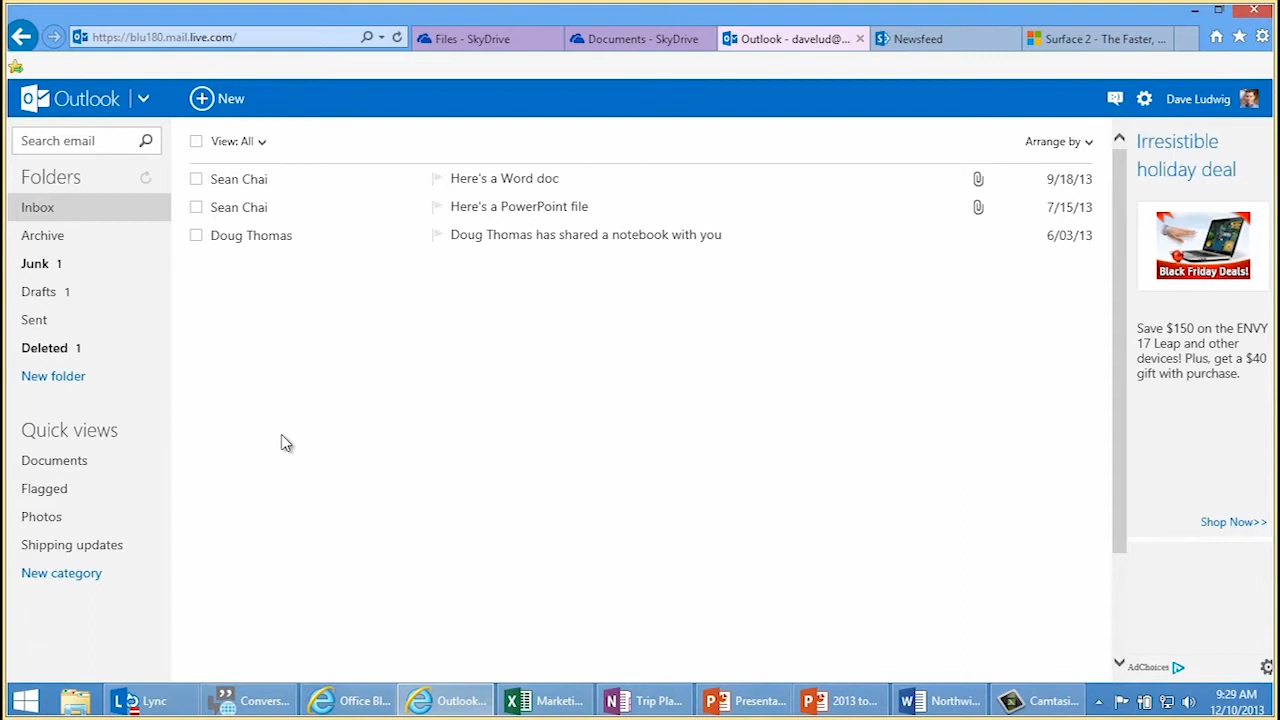 https://blu180.mail.live.com/
Files - SkyDrive
Documents - SkyDrive
Outlook - davelud@...
Newsfeed
Surface 2 - The Faster, ...
Outlook
New
Dave Ludwig
Search email
View: All
Arrange by
Folders
Inbox
Archive
Junk 1
Drafts 1
Sent
Deleted 1
New folder
Quick views
Documents
Flagged
Photos
Shipping updates
New category
Sean Chai Here's a Word doc 9/18/13
Sean Chai Here's a PowerPoint file 7/15/13
Doug Thomas Doug Thomas has shared a notebook with you 6/03/13
Irresistible
holiday deal
Black Friday Deals!
Save $150 on the ENVY
17 Leap and other
devices! Plus, get a $40
gift with purchase.
Shop Now>>
AdChoices
Lync
Convers...
Office Bl...
Outlook...
Marketi...
Trip Pla...
Presenta...
2013 to...
Northwi...
Camtasi...
9:29 AM
12/10/2013